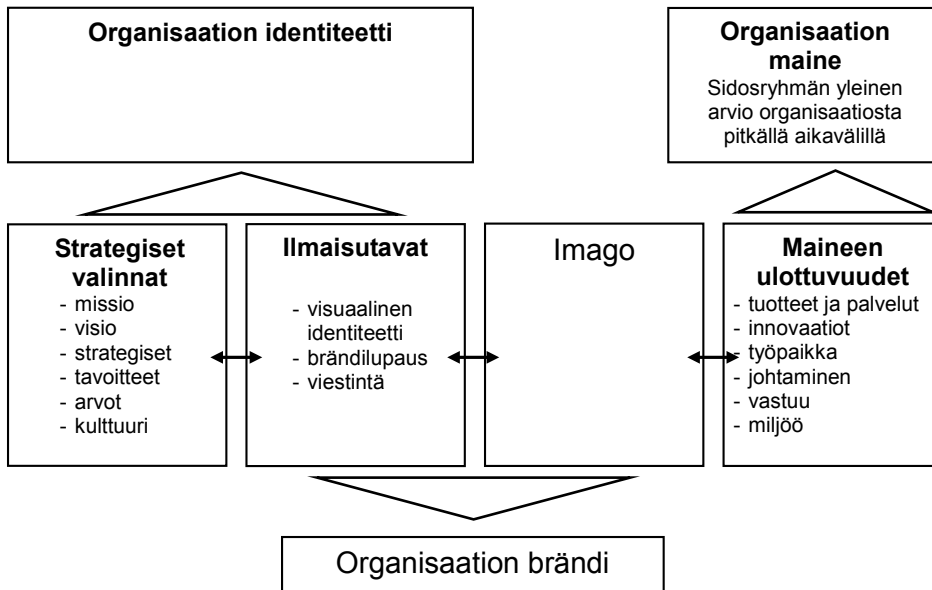 Organisaation identiteetti
Organisaation
maine
Sidosryhmän yleinen
arvio organisaatiosta
pitkällä aikavälillä
Strategiset
valinnat
- missio
- visio
- strategiset
- tavoitteet
- arvot
- kulttuuri
Ilmaisutavat
- visuaalinen
identiteetti
- brändilupaus
- viestintä
Imago
Maineen
ulottuvuudet
- tuotteet ja palvelut
- innovaatiot
- työpaikka
- johtaminen
- vastuu
- miljöö
Organisaation brändi